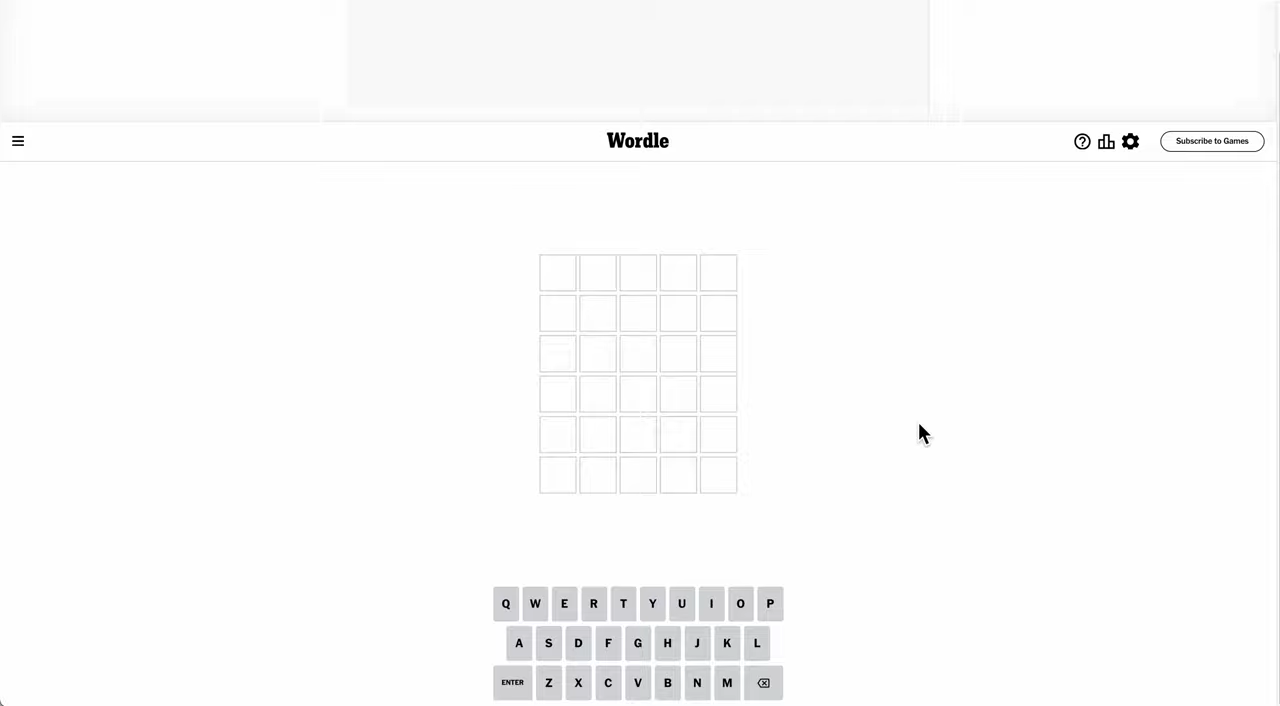 Wordle
Subscribe to Games
Q W E R T Y U I O P
A S D F G H J K L
ENTER Z X C V B N M